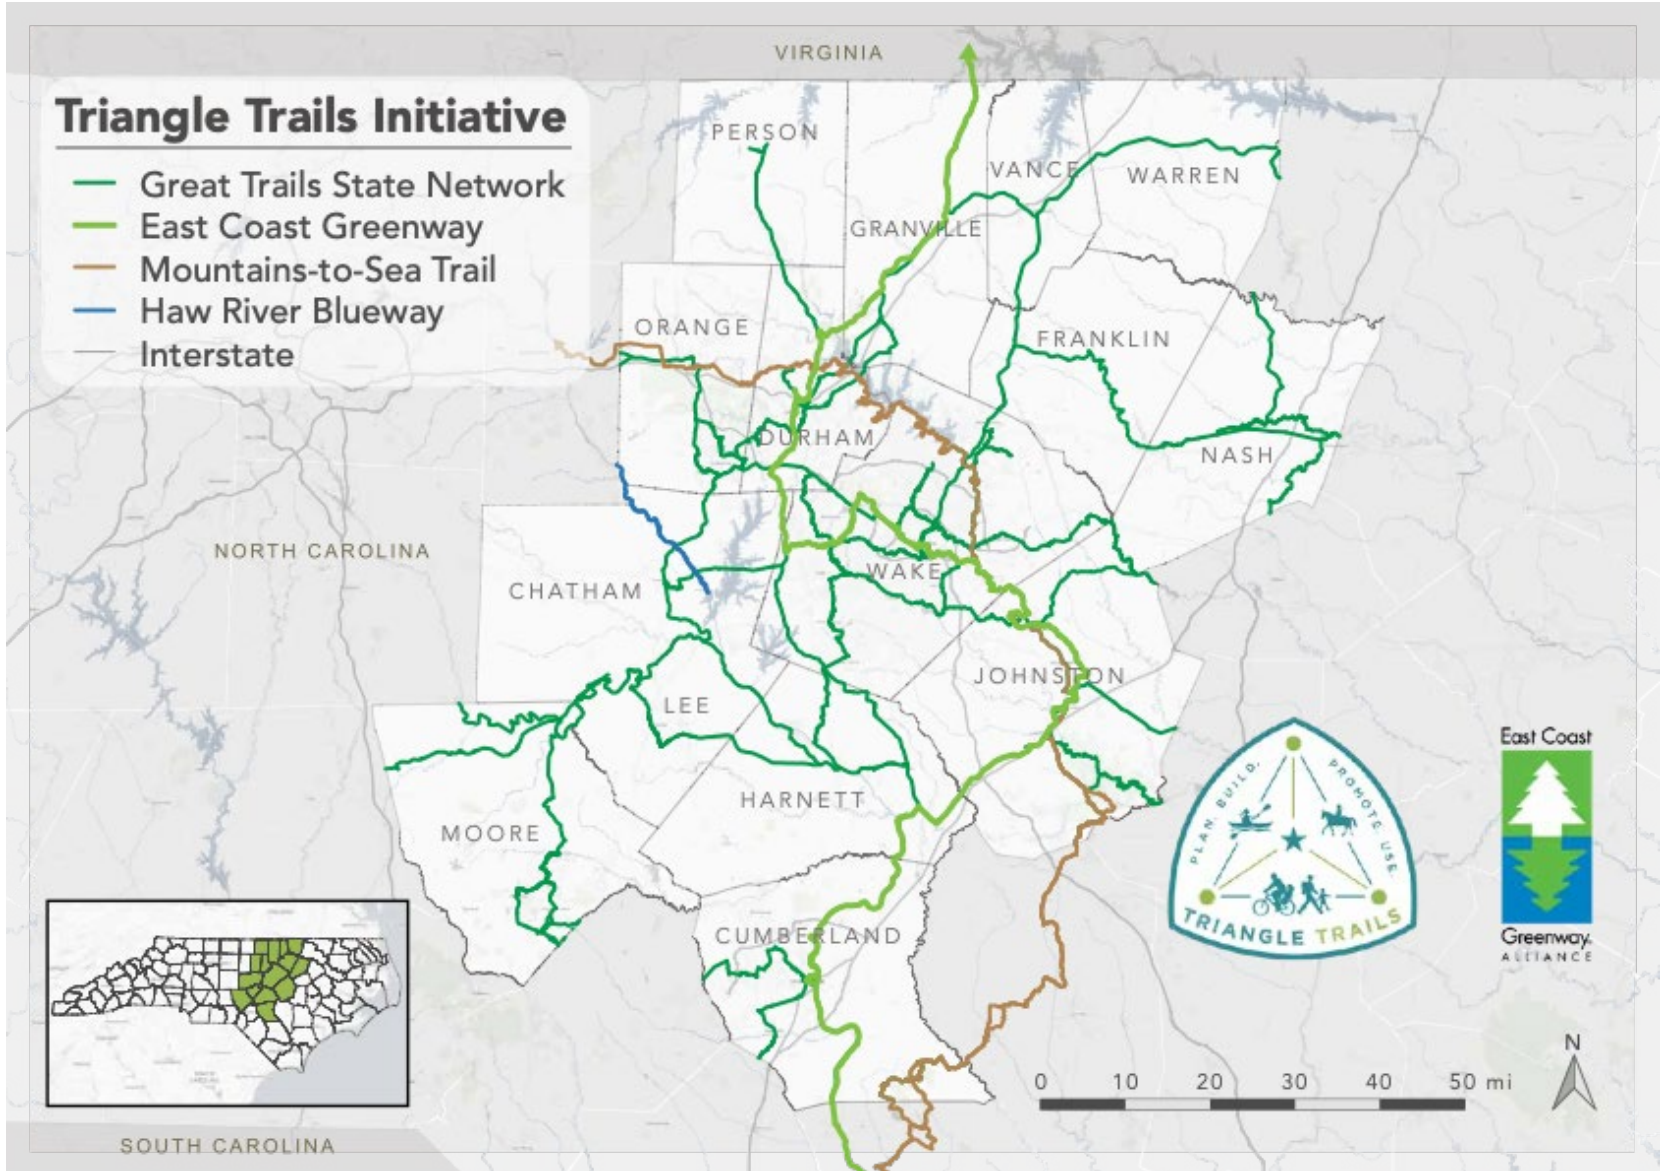 VIRGINIA
Triangle Trails Initiative
Great Trails State Network
East Coast Greenway
Mountains-to-Sea Trail
Haw River Blueway
Interstate
PERSON
VANCE
WARREN
GRANVILLE
ORANGE
FRANKLIN
DURHAM
NASH
NORTH CAROLINA
CHATHAM
WAKE
JOHNSTON
LEE
HARNETT
MOORE
CUMBERLAND
PLAN. BUILD.
PROMOTE. USE.
TRIANGLE TRAILS
East Coast
Greenway
ALLIANCE
N
0 10 20 30 40 50 mi
SOUTH CAROLINA